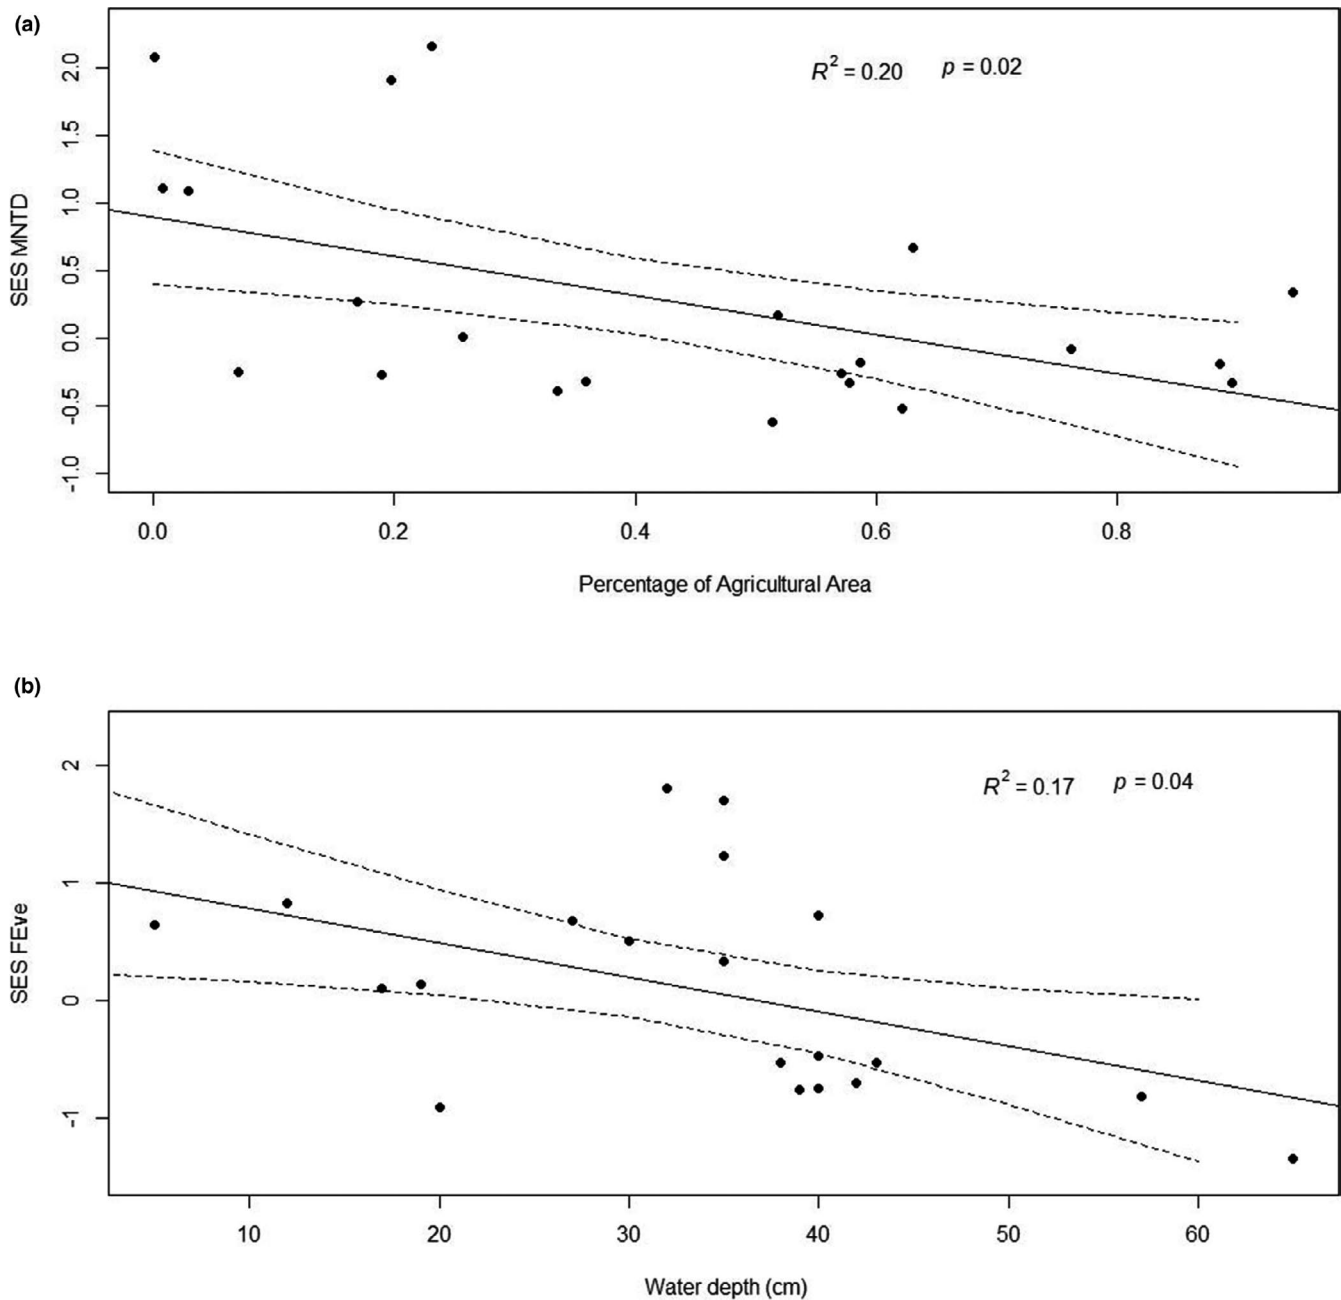 (a)
R² = 0.20 p = 0.02
SES MNTD
2.0
1.5
1.0
0.5
0.0
-0.5
-1.0
0.0 0.2 0.4 0.6 0.8
Percentage of Agricultural Area
(b)
R² = 0.17 p = 0.04
SES FEve
2
1
0
-1
10 20 30 40 50 60
Water depth (cm)